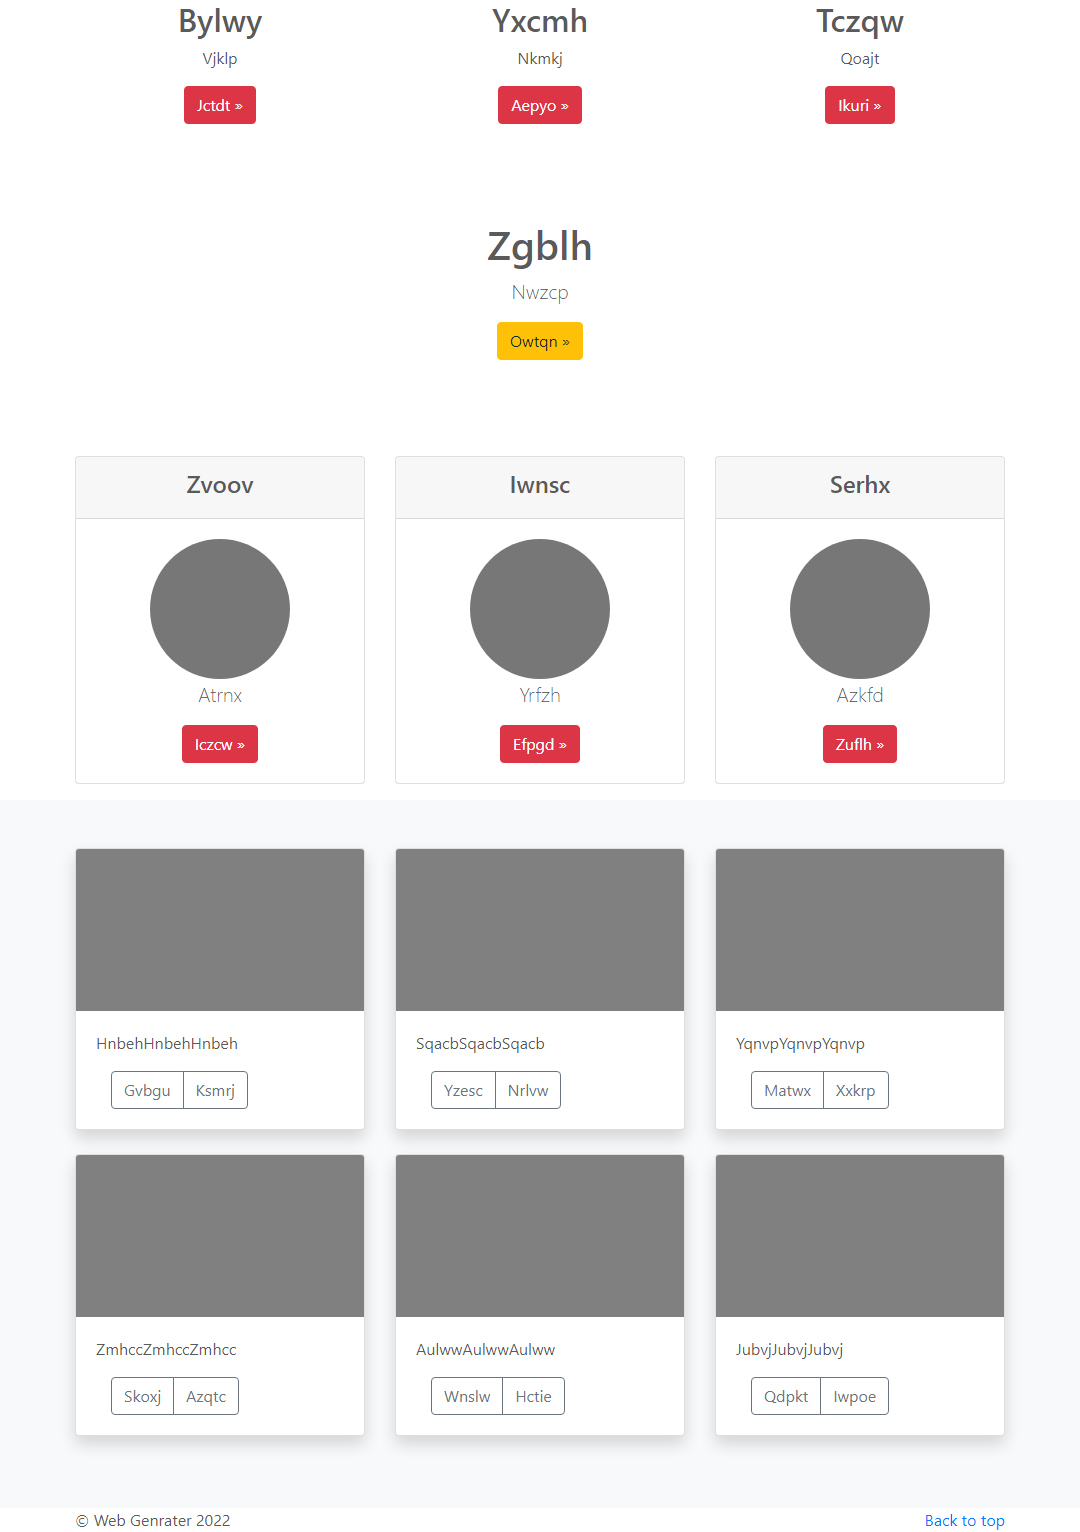 Bylwy
Yxcmh
Tczqw
Vjklp
Nkmkj
Qoajt
Jctdt »
Aepyo »
Ikuri »
Zgblh
Nwzcp
Owtqn »
Zvoov
Iwnsc
Serhx
Atrnx
Yrfzh
Azkfd
Iczcw »
Efpgd »
Zuflh »
HnbehHnbehHnbeh
SqacbSqacbSqacb
YqnvpYqnvpYqnvp
Gvbgu Ksmrj
Yzesc Nrlvw
Matwx Xxkrp
ZmhccZmhccZmhcc
AulwwAulwwAulww
JubvjJubvjJubvj
Skoxj Azqtc
Wnslw Hctie
Qdpkt Iwpoe
© Web Genrater 2022
Back to top